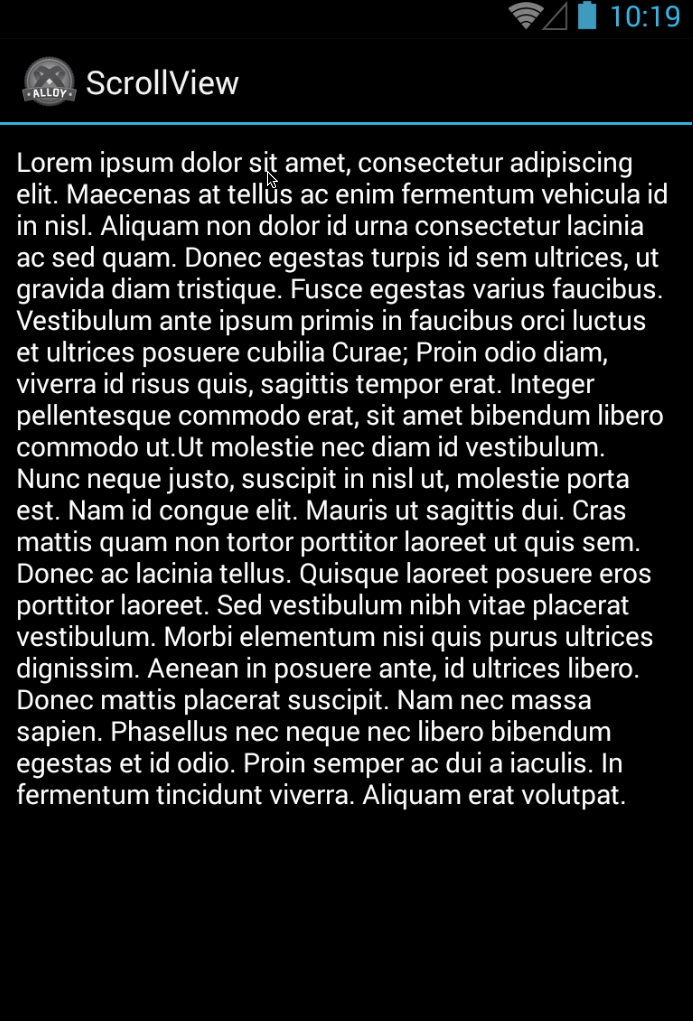 10:19
ALLOY
ScrollView
Lorem ipsum dolor sit amet, consectetur adipiscing
elit. Maecenas at tellus ac enim fermentum vehicula id
in nisl. Aliquam non dolor id urna consectetur lacinia
ac sed quam. Donec egestas turpis id sem ultrices, ut
gravida diam tristique. Fusce egestas varius faucibus.
Vestibulum ante ipsum primis in faucibus orci luctus
et ultrices posuere cubilia Curae; Proin odio diam,
viverra id risus quis, sagittis tempor erat. Integer
pellentesque commodo erat, sit amet bibendum libero
commodo ut.Ut molestie nec diam id vestibulum.
Nunc neque justo, suscipit in nisl ut, molestie porta
est. Nam id congue elit. Mauris ut sagittis dui. Cras
mattis quam non tortor porttitor laoreet ut quis sem.
Donec ac lacinia tellus. Quisque laoreet posuere eros
porttitor laoreet. Sed vestibulum nibh vitae placerat
vestibulum. Morbi elementum nisi quis purus ultrices
dignissim. Aenean in posuere ante, id ultrices libero.
Donec mattis placerat suscipit. Nam nec massa
sapien. Phasellus nec neque nec libero bibendum
egestas et id odio. Proin semper ac dui a iaculis. In
fermentum tincidunt viverra. Aliquam erat volutpat.